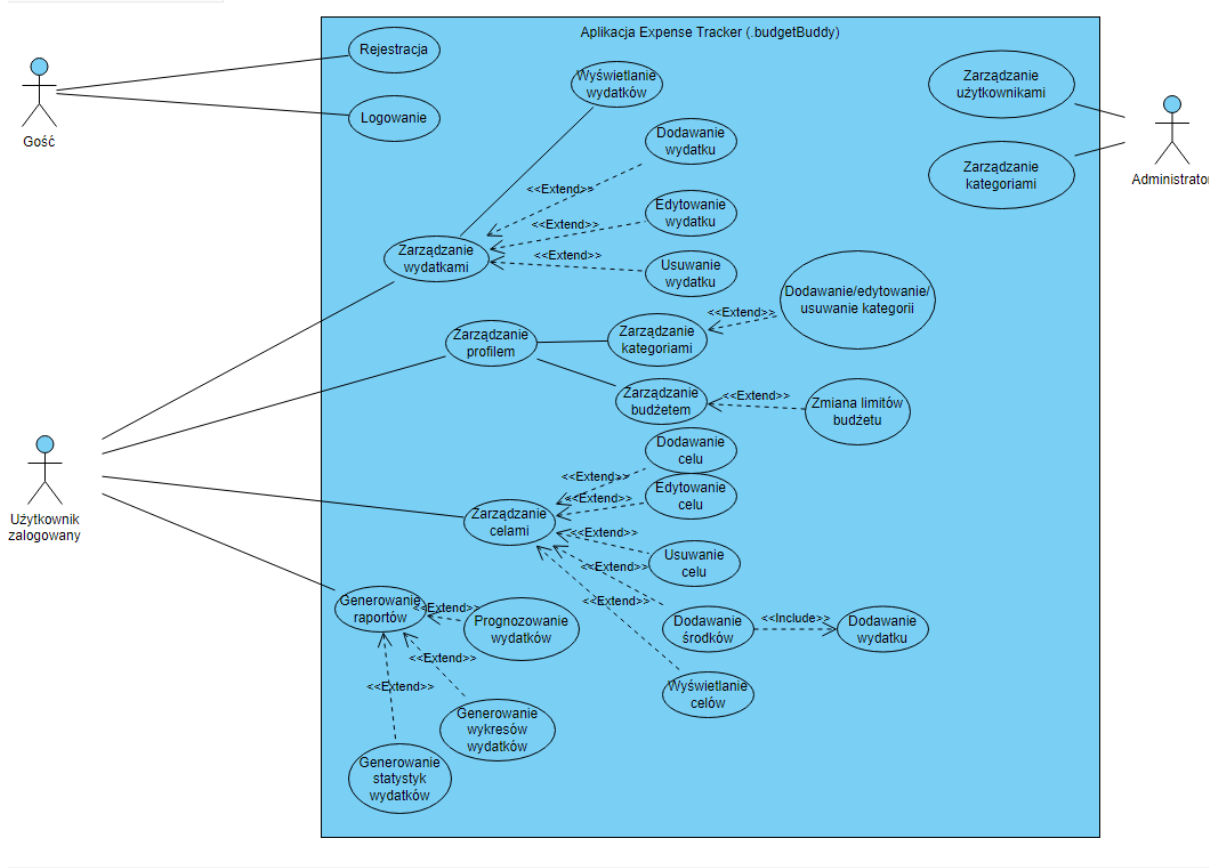 Aplikacja Expense Tracker (.budgetBuddy)
Rejestracja
Logowanie
Gość
Wyświetlanie
wydatków
Zarządzanie
użytkownikami
Zarządzanie
kategoriami
Administrator
Dodawanie
wydatku
<<Extend>>
Edytowanie
wydatku
<<Extend>>
Usuwanie
wydatku
<<Extend>>
Zarządzanie
wydatkami
Dodawanie/edytowanie/
usuwanie kategorii
<<Extend>>
Zarządzanie
profilem
Zarządzanie
kategoriami
Zarządzanie
budżetem
<<Extend>>
Zmiana limitów
budżetu
Dodawanie
celu
<<Extend>>
Edytowanie
celu
<<Extend>>
Użytkownik
zalogowany
Zarządzanie
celami
<<Extend>>
Usuwanie
celu
<<Extend>>
<<Extend>>
Generowanie
raportów
<<Extend>>
Prognozowanie
wydatków
Dodawanie
środków
<<Include>>
Dodawanie
wydatku
<<Extend>>
<<Extend>>
Wyświetlanie
celów
Generowanie
wykresów
wydatków
Generowanie
statystyk
wydatków